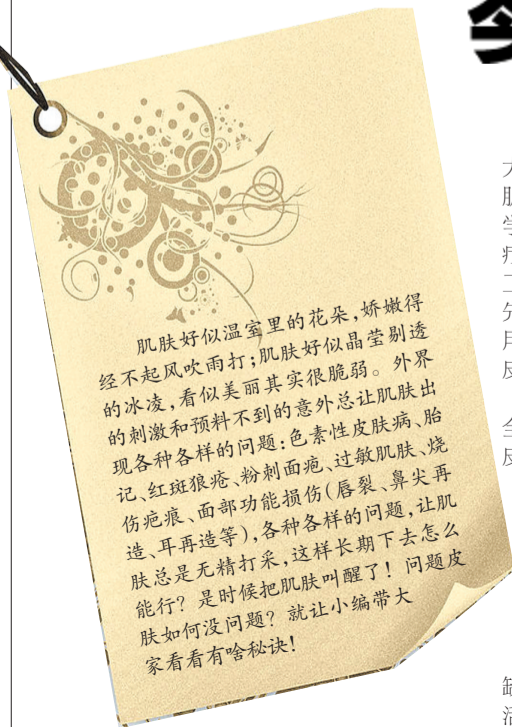 肌肤好似温室里的花朵,娇嫩得
经不起风吹雨打;肌肤好似晶莹剔透
的冰凌,看似美丽其实很脆弱。外界
的刺激和预料不到的意外总让肌肤出
现各种各样的问题:色素性皮肤病、胎
记、红斑狼疮、粉刺面疱、过敏肌肤、烧
伤疤痕、面部功能损伤(唇裂、鼻尖再
造、耳再造等),各种各样的问题,让肌
肤总是无精打采,这样长期下去怎么
能行?是时候把肌肤叫醒了!问题皮
肤如何没问题?就让小编带大
家看看有啥秘诀!